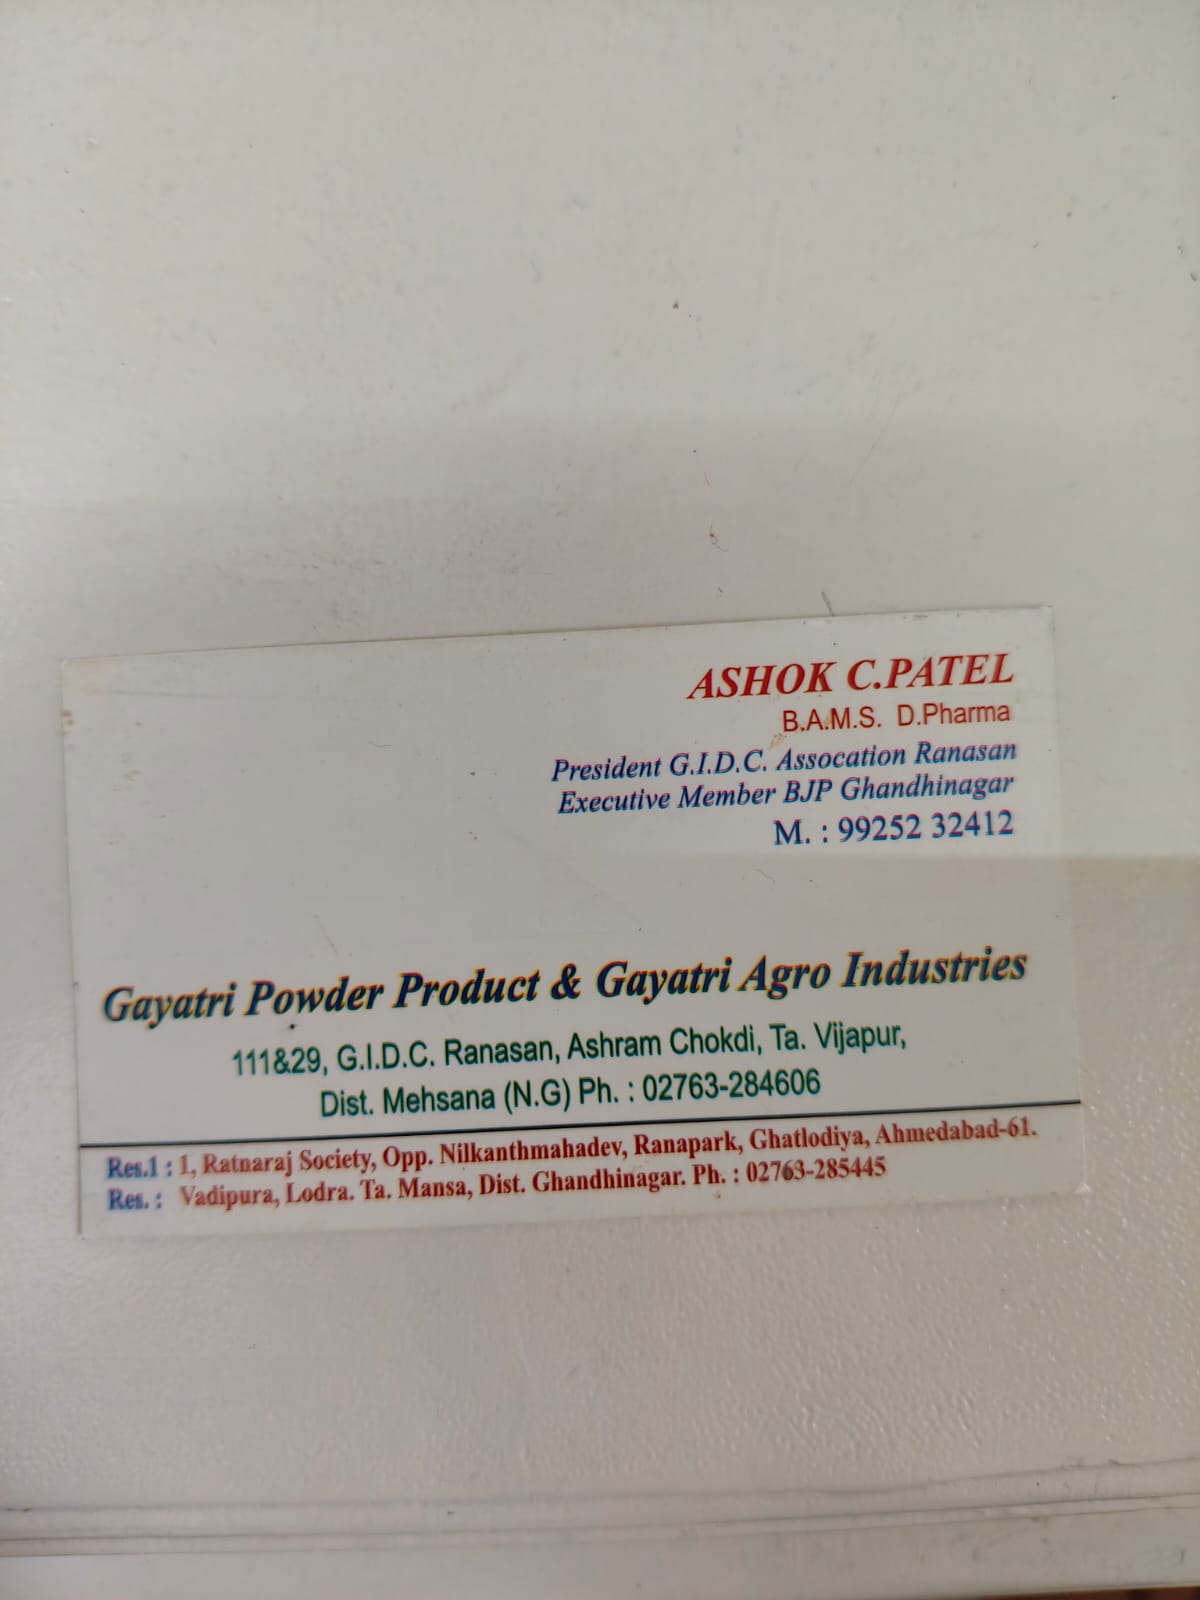 ASHOK C.PATEL
B.A.M.S. D.Pharma
President G.I.D.C. Assocation Ranasan
Executive Member BJP Ghandhinagar
M. : 99252 32412
Gayatri Powder Product & Gayatri Agro Industries
111&29, G.I.D.C. Ranasan, Ashram Chokdi, Ta. Vijapur,
Dist. Mehsana (N.G) Ph. : 02763-284606
Res.1 : 1, Ratnaraj Society, Opp. Nilkanthmahadev, Ranapark, Ghatlodiya, Ahmedabad-61.
Res. : Vadipura, Lodra. Ta. Mansa, Dist. Ghandhinagar. Ph. : 02763-285445